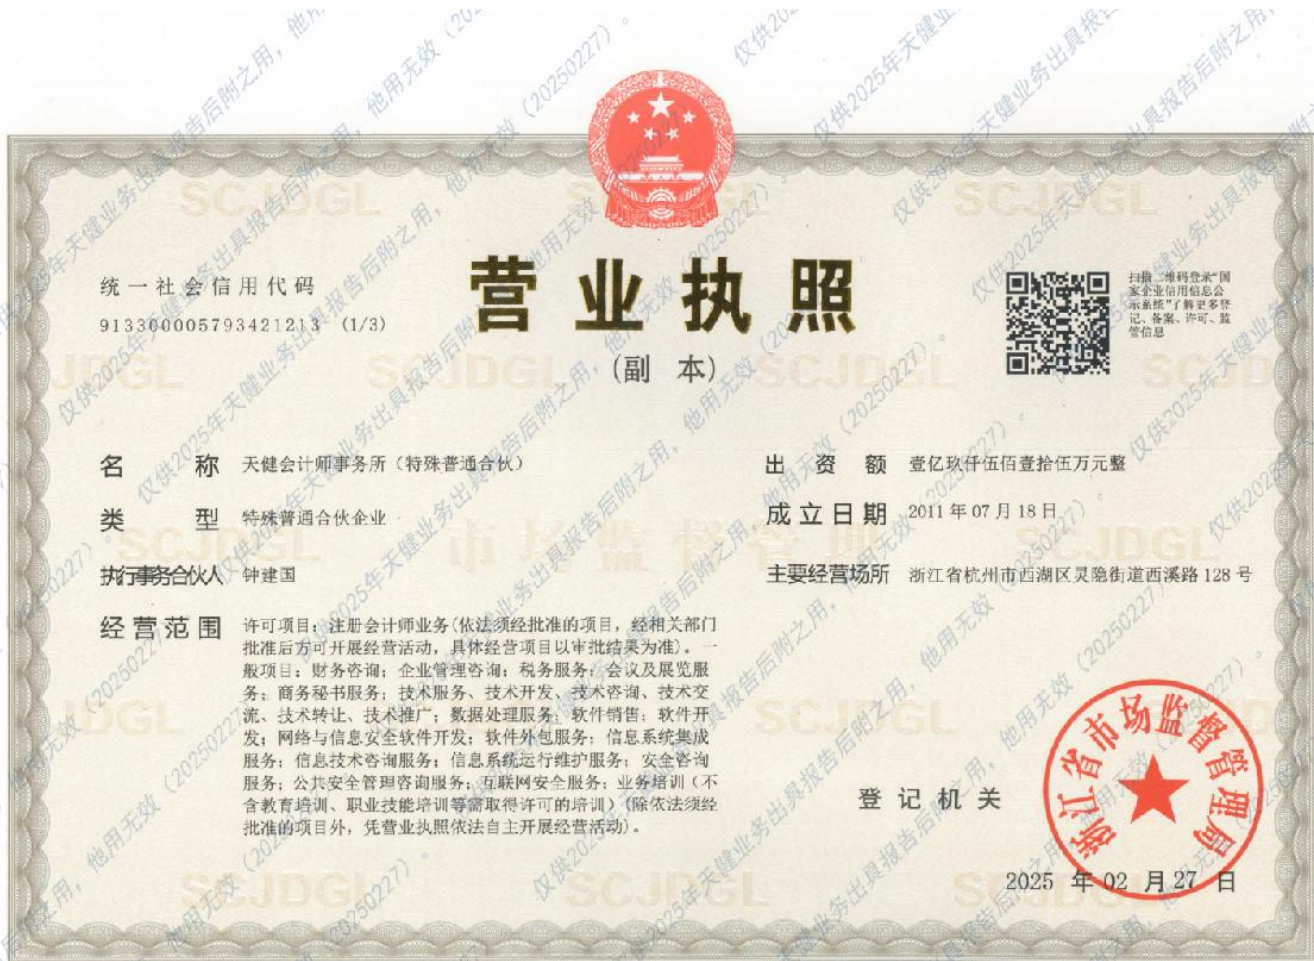 营业执照
(副 本)
统一社会信用代码
913300005793421213 (1/3)
扫描二维码登录“国
家企业信用信息公
示系统”了解更多登
记、备案、许可、监
管信息
名 称 天健会计师事务所（特殊普通合伙）
类 型 特殊普通合伙企业
执行事务合伙人 钟建国
经营范围 许可项目：注册会计师业务(依法须经批准的项目，经相关部门
批准后方可开展经营活动，具体经营项目以审批结果为准)。一
般项目：财务咨询；企业管理咨询；税务服务；会议及展览服
务；商务秘书服务；技术服务、技术开发、技术咨询、技术交
流、技术转让、技术推广；数据处理服务；软件销售；软件开
发；网络与信息安全软件开发；软件外包服务；信息系统集成
服务；信息技术咨询服务；信息系统运行维护服务；安全咨询
服务；公共安全管理咨询服务；互联网安全服务；业务培训（不
含教育培训、职业技能培训等需取得许可的培训）(除依法须经
批准的项目外，凭营业执照依法自主开展经营活动)。
出 资 额 壹亿玖仟伍佰壹拾伍万元整
成立日期 2011 年 07 月 18 日
主要经营场所 浙江省杭州市西湖区灵隐街道西溪路 128 号
登记机关
浙江省市场监督管理局
2025 年 02 月 27 日
SCJDGL
市场监督管理
仅供2025年天健业务出具报告后附之用，他用无效（20250227）。